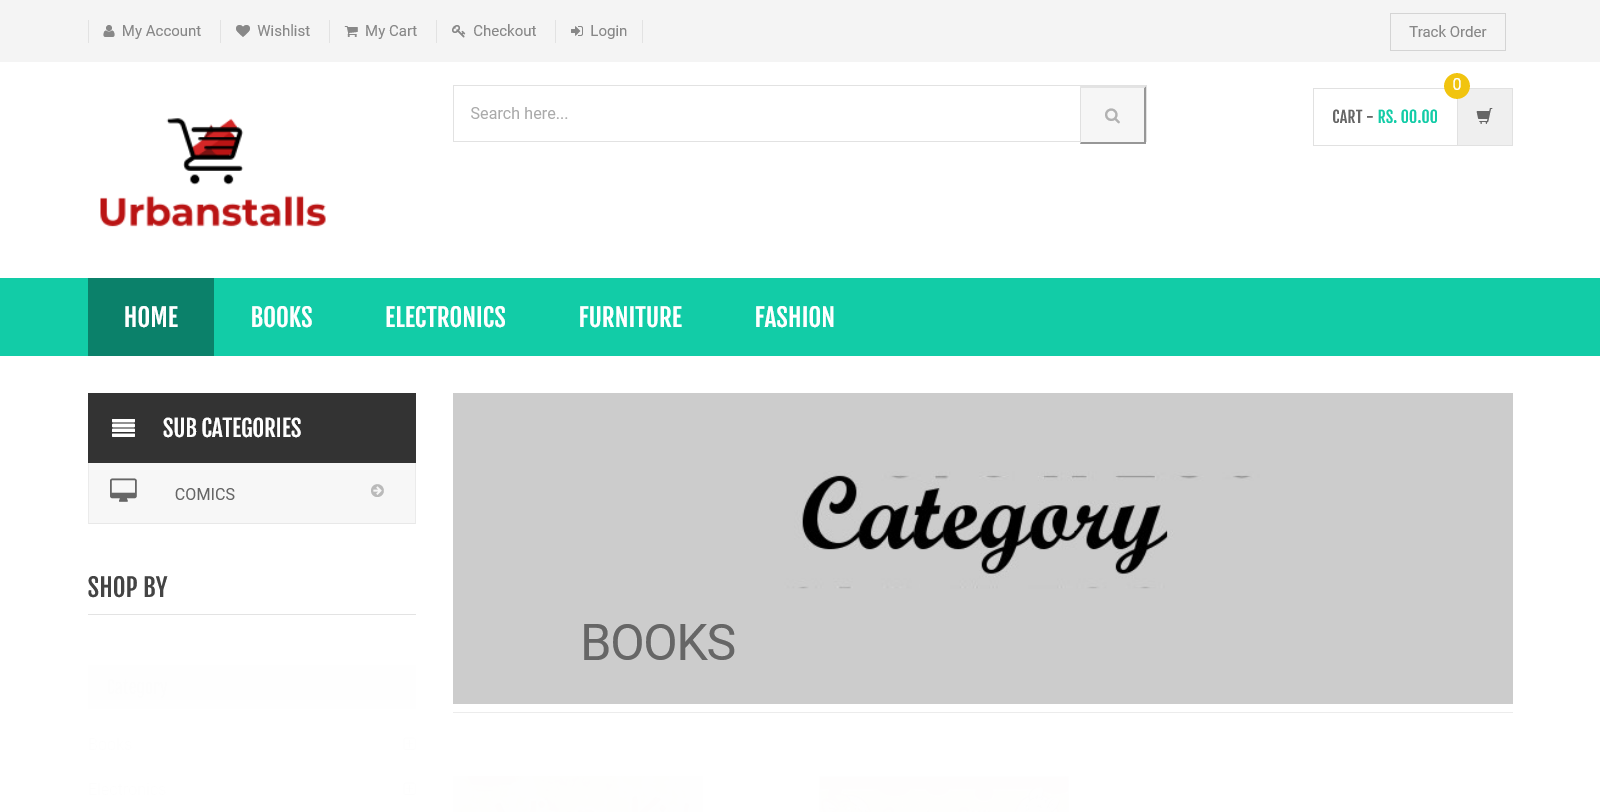 My Account
Wishlist
My Cart
Checkout
Login
Track Order
Urbanstalls
Search here...
0
CART - RS. 00.00
HOME
BOOKS
ELECTRONICS
FURNITURE
FASHION
SUB CATEGORIES
COMICS
SHOP BY
Category
BOOKS